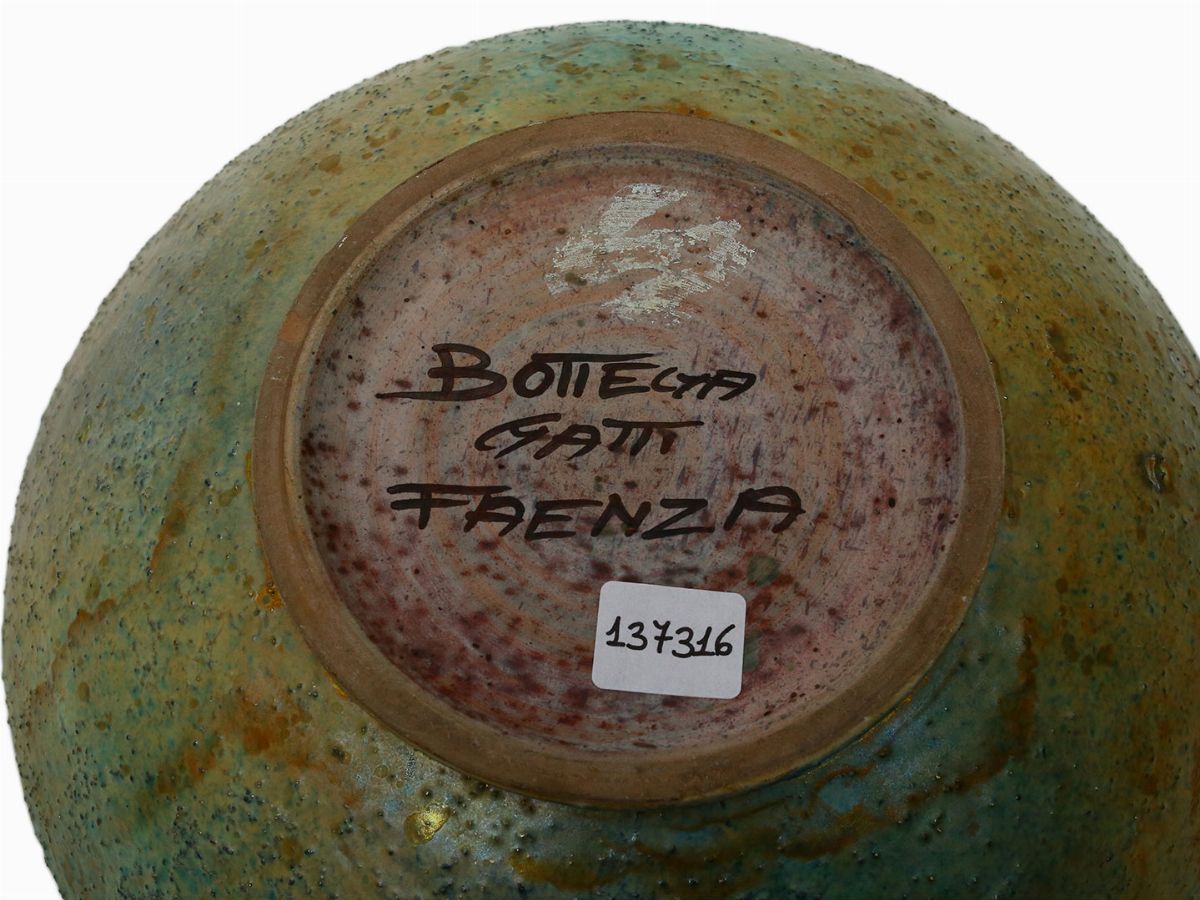 BOTTEGA
GATTI
FAENZA
137316